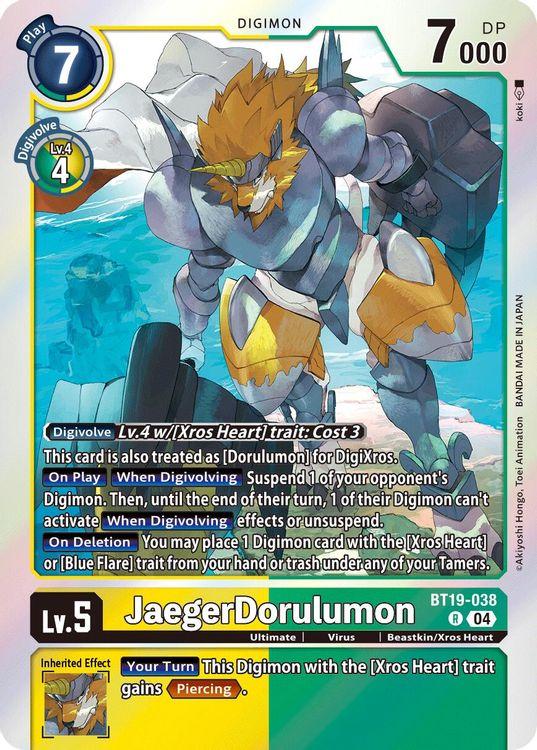 Play
7
DIGIMON
DP
7000
Digivolve
Lv.4
4
koki
BANDAI MADE IN JAPAN
©Akiyoshi Hongo, Toei Animation
Digivolve Lv.4 w/[Xros Heart] trait: Cost 3
This card is also treated as [Dorulumon] for DigiXros.
On Play When Digivolving Suspend 1 of your opponent's
Digimon. Then, until the end of their turn, 1 of their Digimon can't
activate When Digivolving effects or unsuspend.
On Deletion You may place 1 Digimon card with the [Xros Heart]
or [Blue Flare] trait from your hand or trash under any of your Tamers.
Lv.5
JaegerDorulumon
BT19-038
R 04
Ultimate | Virus | Beastkin/Xros Heart
Inherited Effect
Your Turn This Digimon with the [Xros Heart] trait
gains Piercing.